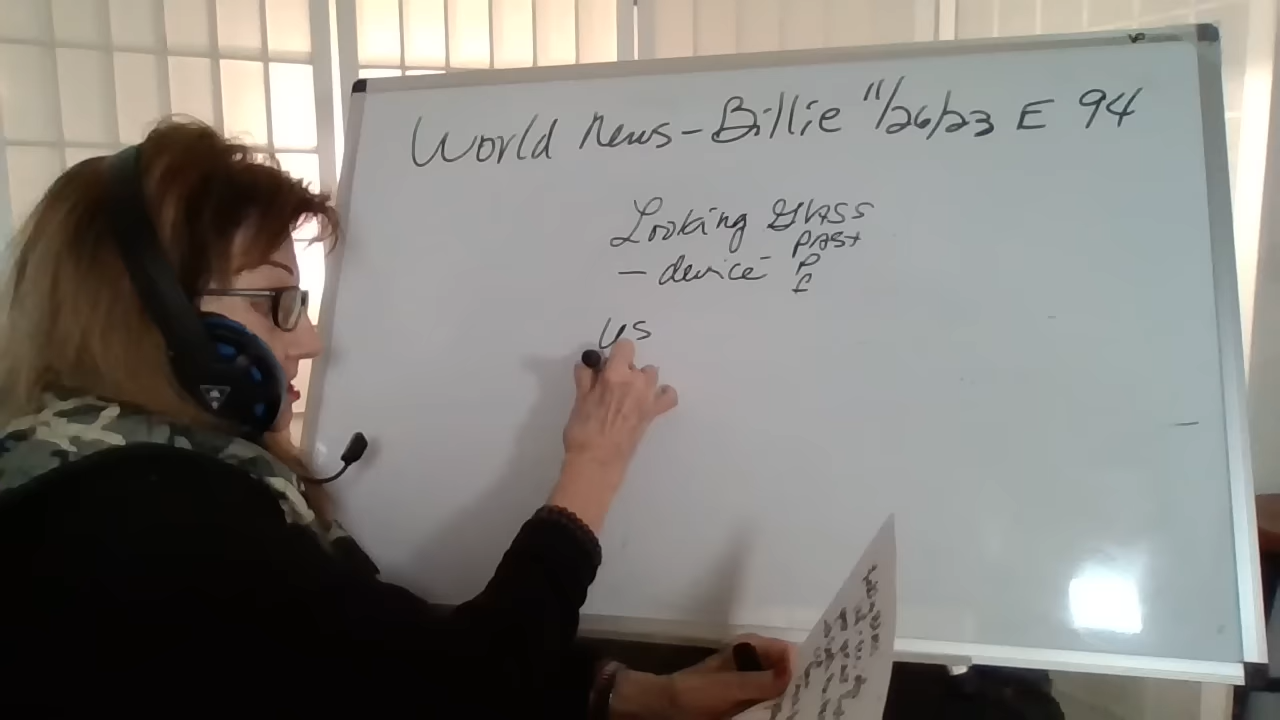 World News - Billie 11/26/23 E 94
Looking Glass
- device - past
p
f
us